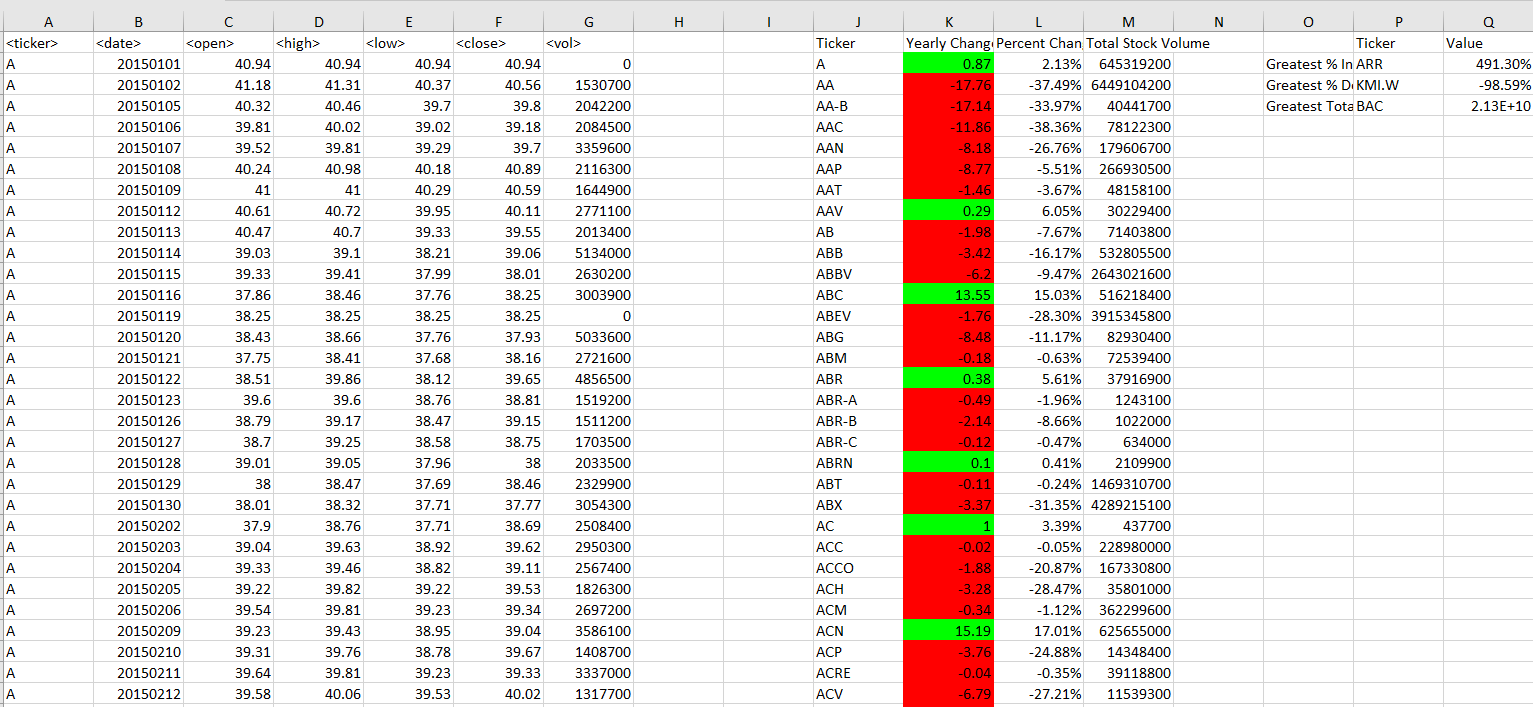 A B C D E F G H I J K L M N O P Q
<ticker> <date> <open> <high> <low> <close> <vol> Ticker Yearly Change Percent Chan Total Stock Volume Ticker Value
A 20150101 40.94 40.94 40.94 40.94 0 A 0.87 2.13% 645319200 Greatest % In ARR 491.30%
A 20150102 41.18 41.31 40.37 40.56 1530700 AA -17.76 -37.49% 6449104200 Greatest % De KMI.W -98.59%
A 20150105 40.32 40.46 39.7 39.8 2042200 AA-B -17.14 -33.97% 40441700 Greatest Tota BAC 2.13E+10
A 20150106 39.81 40.02 39.02 39.18 2084500 AAC -11.86 -38.36% 78122300
A 20150107 39.52 39.81 39.29 39.7 3359600 AAN -8.18 -26.76% 179606700
A 20150108 40.24 40.98 40.18 40.89 2116300 AAP -8.77 -5.51% 266930500
A 20150109 41 41 40.29 40.59 1644900 AAT -1.46 -3.67% 48158100
A 20150112 40.61 40.72 39.95 40.11 2771100 AAV 0.29 6.05% 30229400
A 20150113 40.47 40.7 39.33 39.55 2013400 AB -1.98 -7.67% 71403800
A 20150114 39.03 39.1 38.21 39.06 5134000 ABB -3.42 -16.17% 532805500
A 20150115 39.33 39.41 37.99 38.01 2630200 ABBV -6.2 -9.47% 2643021600
A 20150116 37.86 38.46 37.76 38.25 3003900 ABC 13.55 15.03% 516218400
A 20150119 38.25 38.25 38.25 38.25 0 ABEV -1.76 -28.30% 3915345800
A 20150120 38.43 38.66 37.76 37.93 5033600 ABG -8.48 -11.17% 82930400
A 20150121 37.75 38.41 37.68 38.16 2721600 ABM -0.18 -0.63% 72539400
A 20150122 38.51 39.86 38.12 39.65 4856500 ABR 0.38 5.61% 37916900
A 20150123 39.6 39.6 38.76 38.81 1519200 ABR-A -0.49 -1.96% 1243100
A 20150126 38.79 39.17 38.47 39.15 1511200 ABR-B -2.14 -8.66% 1022000
A 20150127 38.7 39.25 38.58 38.75 1703500 ABR-C -0.12 -0.47% 634000
A 20150128 39.01 39.05 37.96 38 2033500 ABRN 0.1 0.41% 2109900
A 20150129 38 38.47 37.69 38.46 2329900 ABT -0.11 -0.24% 1469310700
A 20150130 38.01 38.32 37.71 37.77 3054300 ABX -3.37 -31.35% 4289215100
A 20150202 37.9 38.76 37.71 38.69 2508400 AC 1 3.39% 437700
A 20150203 39.04 39.63 38.92 39.62 2950300 ACC -0.02 -0.05% 228980000
A 20150204 39.33 39.46 38.82 39.11 2567400 ACCO -1.88 -20.87% 167330800
A 20150205 39.22 39.82 39.22 39.53 1826300 ACH -3.28 -28.47% 35801000
A 20150206 39.54 39.81 39.23 39.34 2697200 ACM -0.34 -1.12% 362299600
A 20150209 39.23 39.43 38.95 39.04 3586100 ACN 15.19 17.01% 625655000
A 20150210 39.31 39.76 38.78 39.67 1408700 ACP -3.76 -24.88% 14348400
A 20150211 39.64 39.81 39.23 39.33 3337000 ACRE -0.04 -0.35% 39118800
A 20150212 39.58 40.06 39.53 40.02 1317700 ACV -6.79 -27.21% 11539300